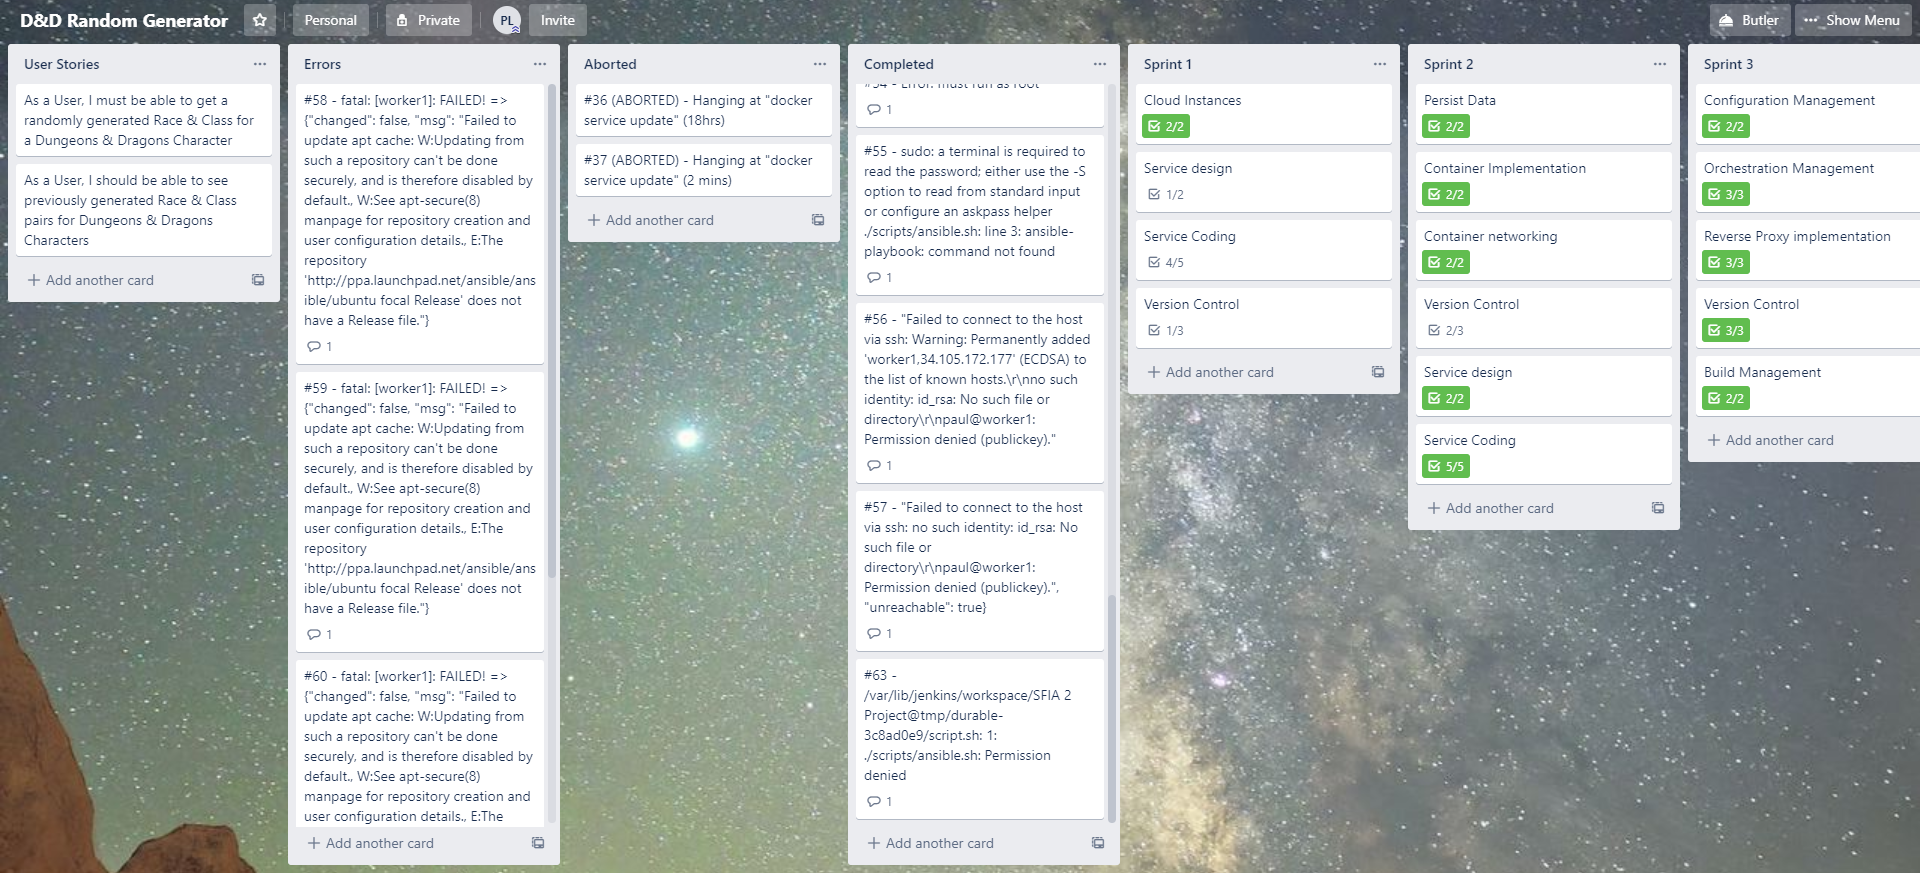 D&D Random Generator
Personal
Private
PL
Invite
Butler
Show Menu
User Stories
As a User, I must be able to get a
randomly generated Race & Class for
a Dungeons & Dragons Character
As a User, I should be able to see
previously generated Race & Class
pairs for Dungeons & Dragons
Characters
Add another card
Errors
#58 - fatal: [worker1]: FAILED! =>
{"changed": false, "msg": "Failed to
update apt cache: W:Updating from
such a repository can't be done
securely, and is therefore disabled by
default., W:See apt-secure(8)
manpage for repository creation and
user configuration details., E:The
repository
'http://ppa.launchpad.net/ansible/ans
ible/ubuntu focal Release' does not
have a Release file."}
1
#59 - fatal: [worker1]: FAILED! =>
{"changed": false, "msg": "Failed to
update apt cache: W:Updating from
such a repository can't be done
securely, and is therefore disabled by
default., W:See apt-secure(8)
manpage for repository creation and
user configuration details., E:The
repository
'http://ppa.launchpad.net/ansible/ans
ible/ubuntu focal Release' does not
have a Release file."}
1
#60 - fatal: [worker1]: FAILED! =>
{"changed": false, "msg": "Failed to
update apt cache: W:Updating from
such a repository can't be done
securely, and is therefore disabled by
default., W:See apt-secure(8)
manpage for repository creation and
user configuration details., E:The
Add another card
Aborted
#36 (ABORTED) - Hanging at "docker
service update" (18hrs)
#37 (ABORTED) - Hanging at "docker
service update" (2 mins)
Add another card
Completed
#54 - Error: must run as root
1
#55 - sudo: a terminal is required to
read the password; either use the -S
option to read from standard input
or configure an askpass helper
./scripts/ansible.sh: line 3: ansible-
playbook: command not found
1
#56 - "Failed to connect to the host
via ssh: Warning: Permanently added
'worker1,34.105.172.177' (ECDSA) to
the list of known hosts.\r\nno such
identity: id_rsa: No such file or
directory\r\npaul@worker1:
Permission denied (publickey)."
1
#57 - "Failed to connect to the host
via ssh: no such identity: id_rsa: No
such file or
directory\r\npaul@worker1:
Permission denied (publickey).",
"unreachable": true}
1
#63 -
/var/lib/jenkins/workspace/SFIA 2
Project@tmp/durable-
3c8ad0e9/script.sh: 1:
./scripts/ansible.sh: Permission
denied
1
Add another card
Sprint 1
Cloud Instances
2/2
Service design
1/2
Service Coding
4/5
Version Control
1/3
Add another card
Sprint 2
Persist Data
2/2
Container Implementation
2/2
Container networking
2/2
Version Control
2/3
Service design
2/2
Service Coding
5/5
Add another card
Sprint 3
Configuration Management
2/2
Orchestration Management
3/3
Reverse Proxy implementation
3/3
Version Control
3/3
Build Management
2/2
Add another card